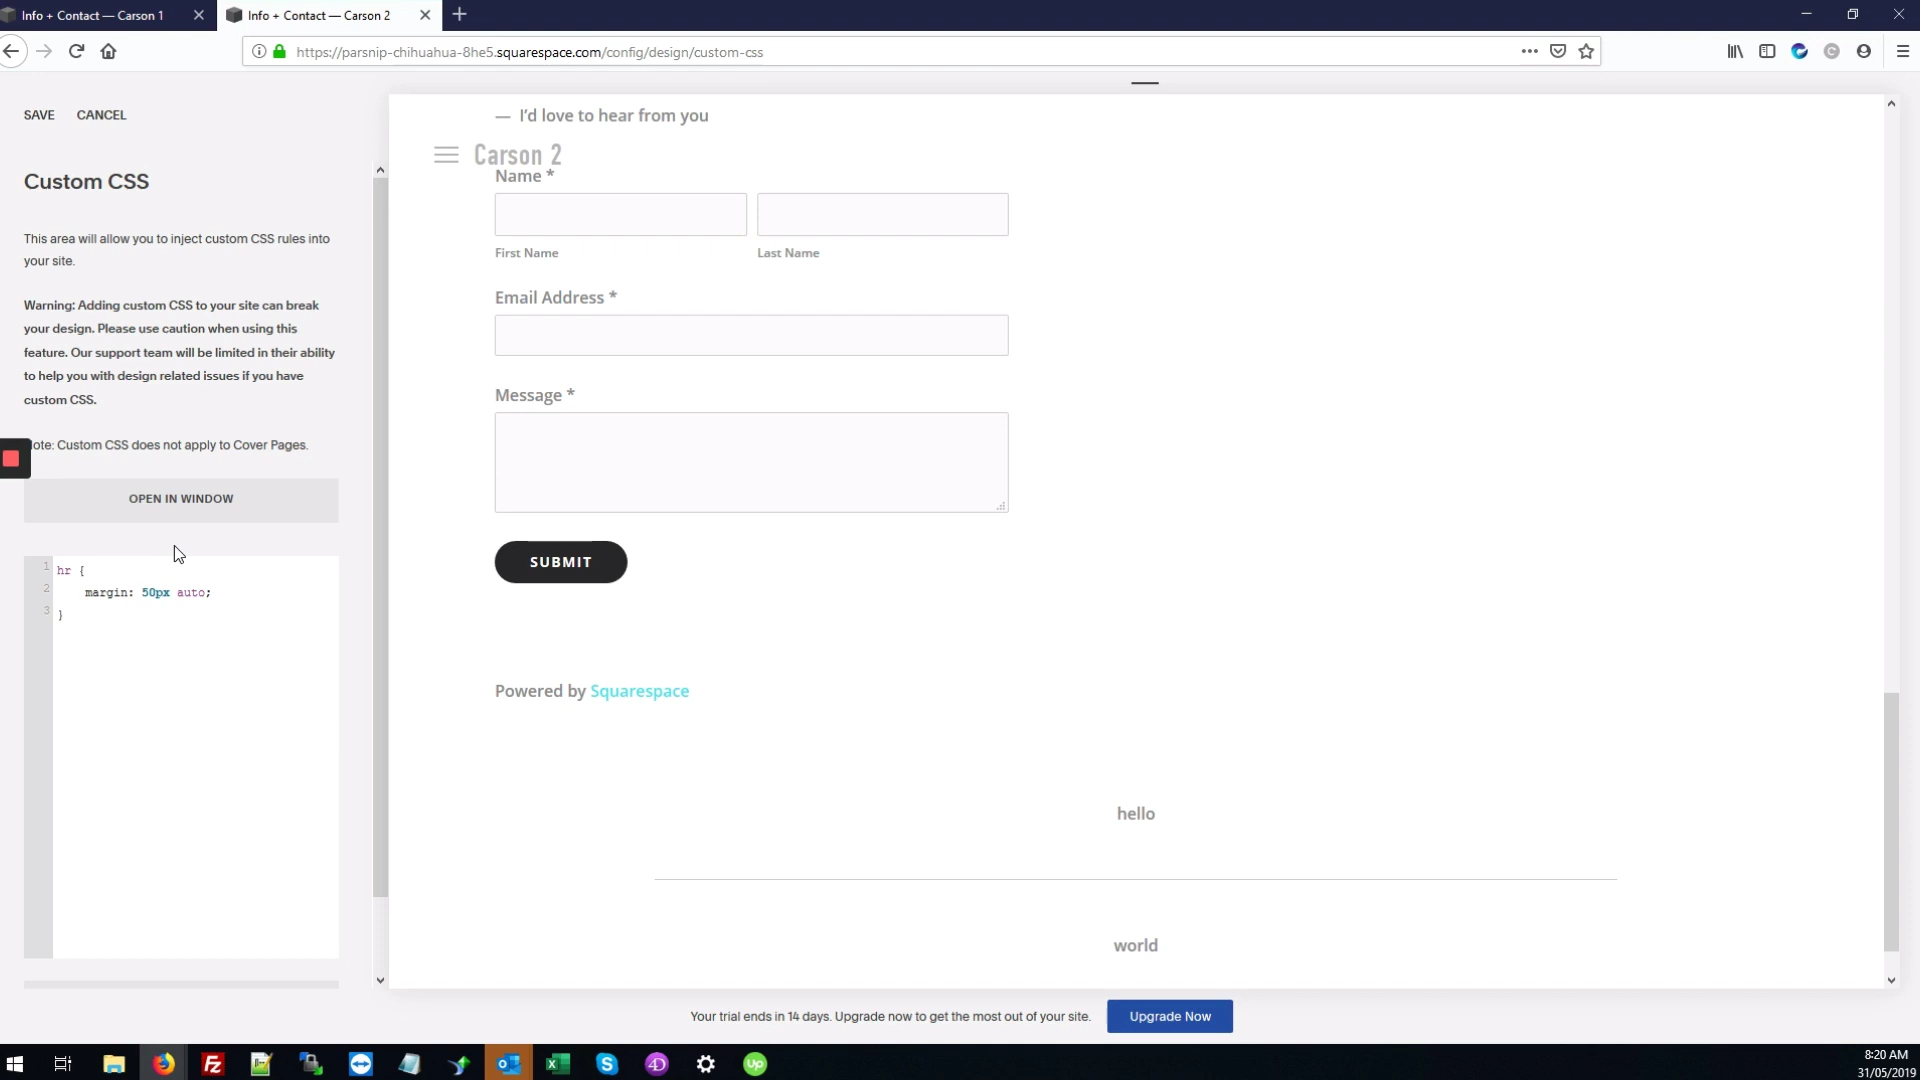 Info + Contact — Carson 1
Info + Contact — Carson 2
https://parsnip-chihuahua-8he5.squarespace.com/config/design/custom-css
SAVE CANCEL
Custom CSS
This area will allow you to inject custom CSS rules into
your site.
Warning: Adding custom CSS to your site can break
your design. Please use caution when using this
feature. Our support team will be limited in their ability
to help you with design related issues if you have
custom CSS.
ote: Custom CSS does not apply to Cover Pages.
OPEN IN WINDOW
1 hr {
2 margin: 50px auto;
3 }
— I'd love to hear from you
Carson 2
Name *
First Name Last Name
Email Address *
Message *
SUBMIT
Powered by Squarespace
hello
world
Your trial ends in 14 days. Upgrade now to get the most out of your site. Upgrade Now
8:20 AM
31/05/2019